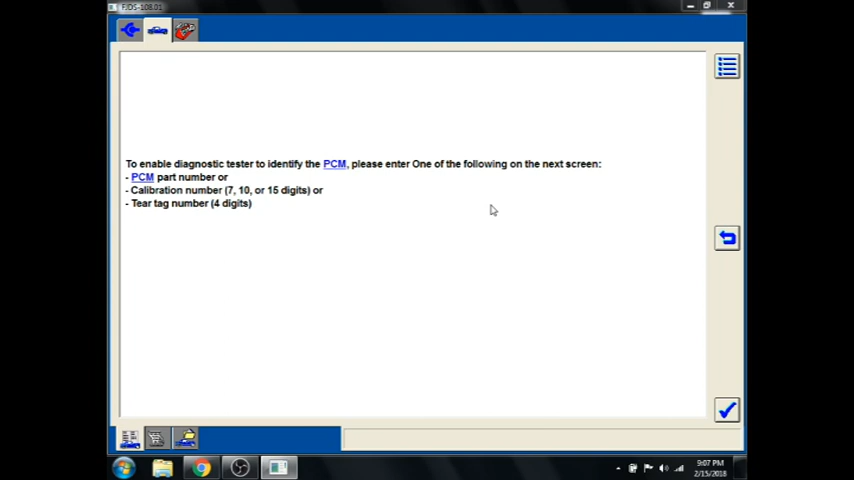 FJDS-108.01
To enable diagnostic tester to identify the PCM, please enter One of the following on the next screen:
- PCM part number or
- Calibration number (7, 10, or 15 digits) or
- Tear tag number (4 digits)
9:07 PM
2/15/2018